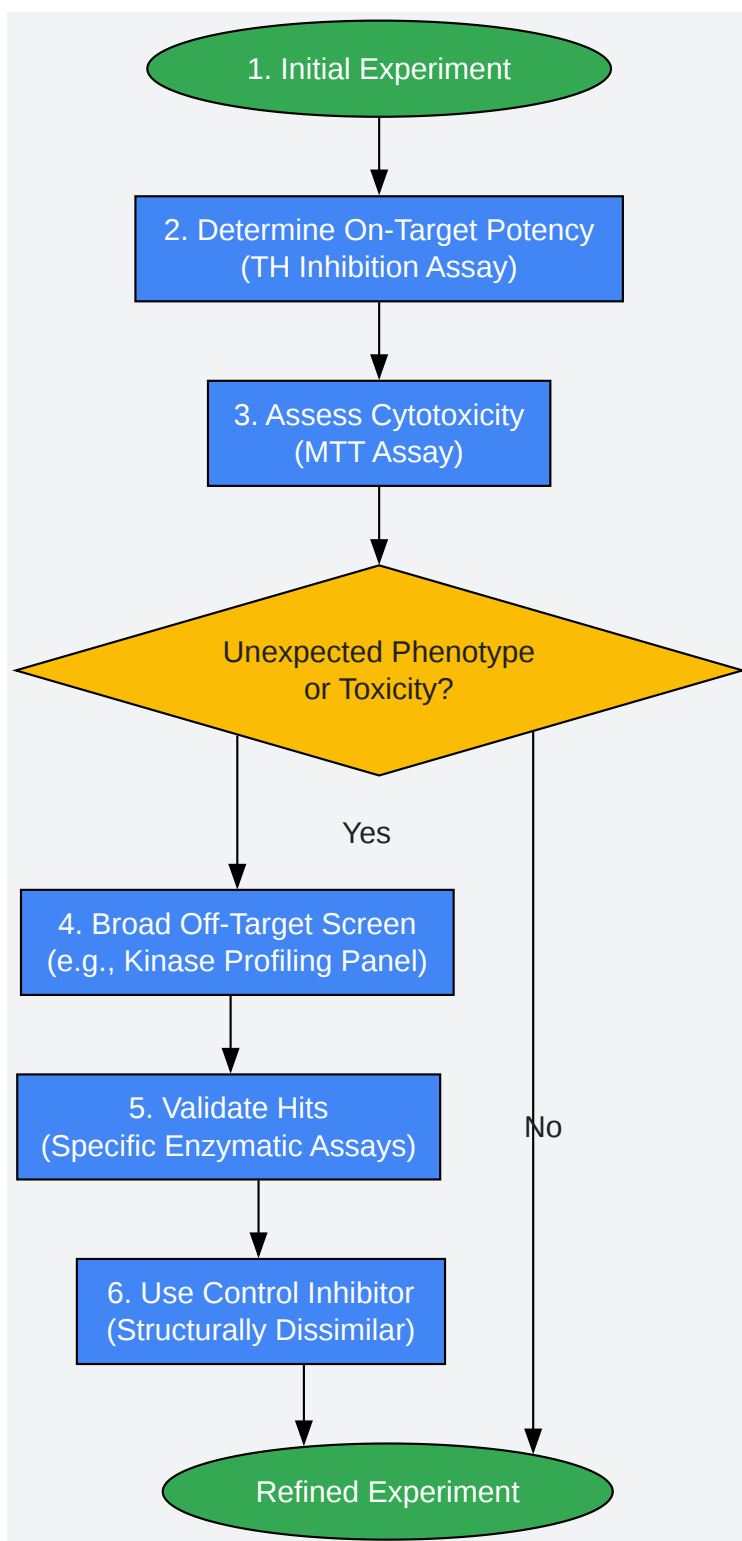 1. Initial Experiment
2. Determine On-Target Potency
(TH Inhibition Assay)
3. Assess Cytotoxicity
(MTT Assay)
Unexpected Phenotype
or Toxicity?
Yes
4. Broad Off-Target Screen
(e.g., Kinase Profiling Panel)
5. Validate Hits
(Specific Enzymatic Assays)
No
6. Use Control Inhibitor
(Structurally Dissimilar)
Refined Experiment